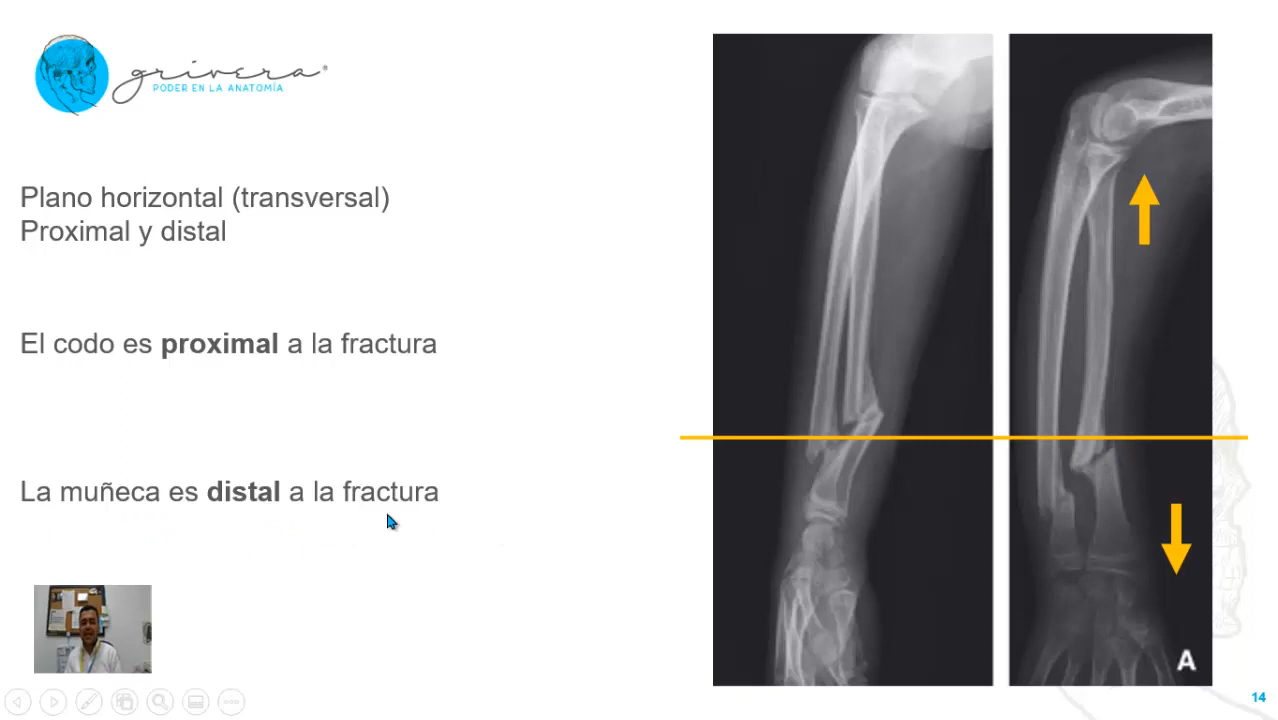 grivera®
PODER EN LA ANATOMÍA
Plano horizontal (transversal)
Proximal y distal
El codo es proximal a la fractura
La muñeca es distal a la fractura
A
14